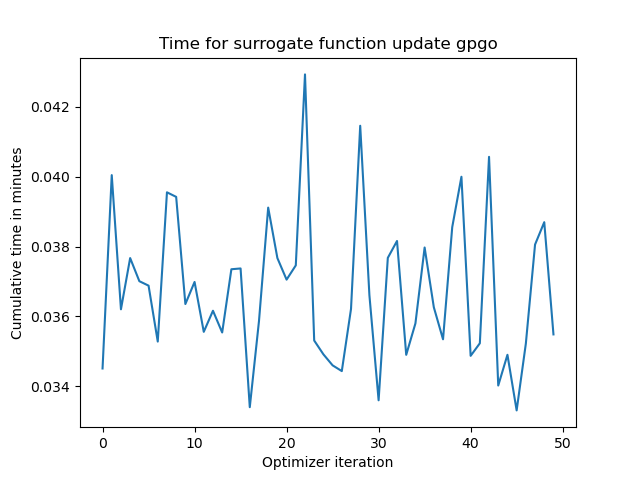 Time for surrogate function update gpgo
Cumulative time in minutes
0.042
0.040
0.038
0.036
0.034
0 10 20 30 40 50
Optimizer iteration